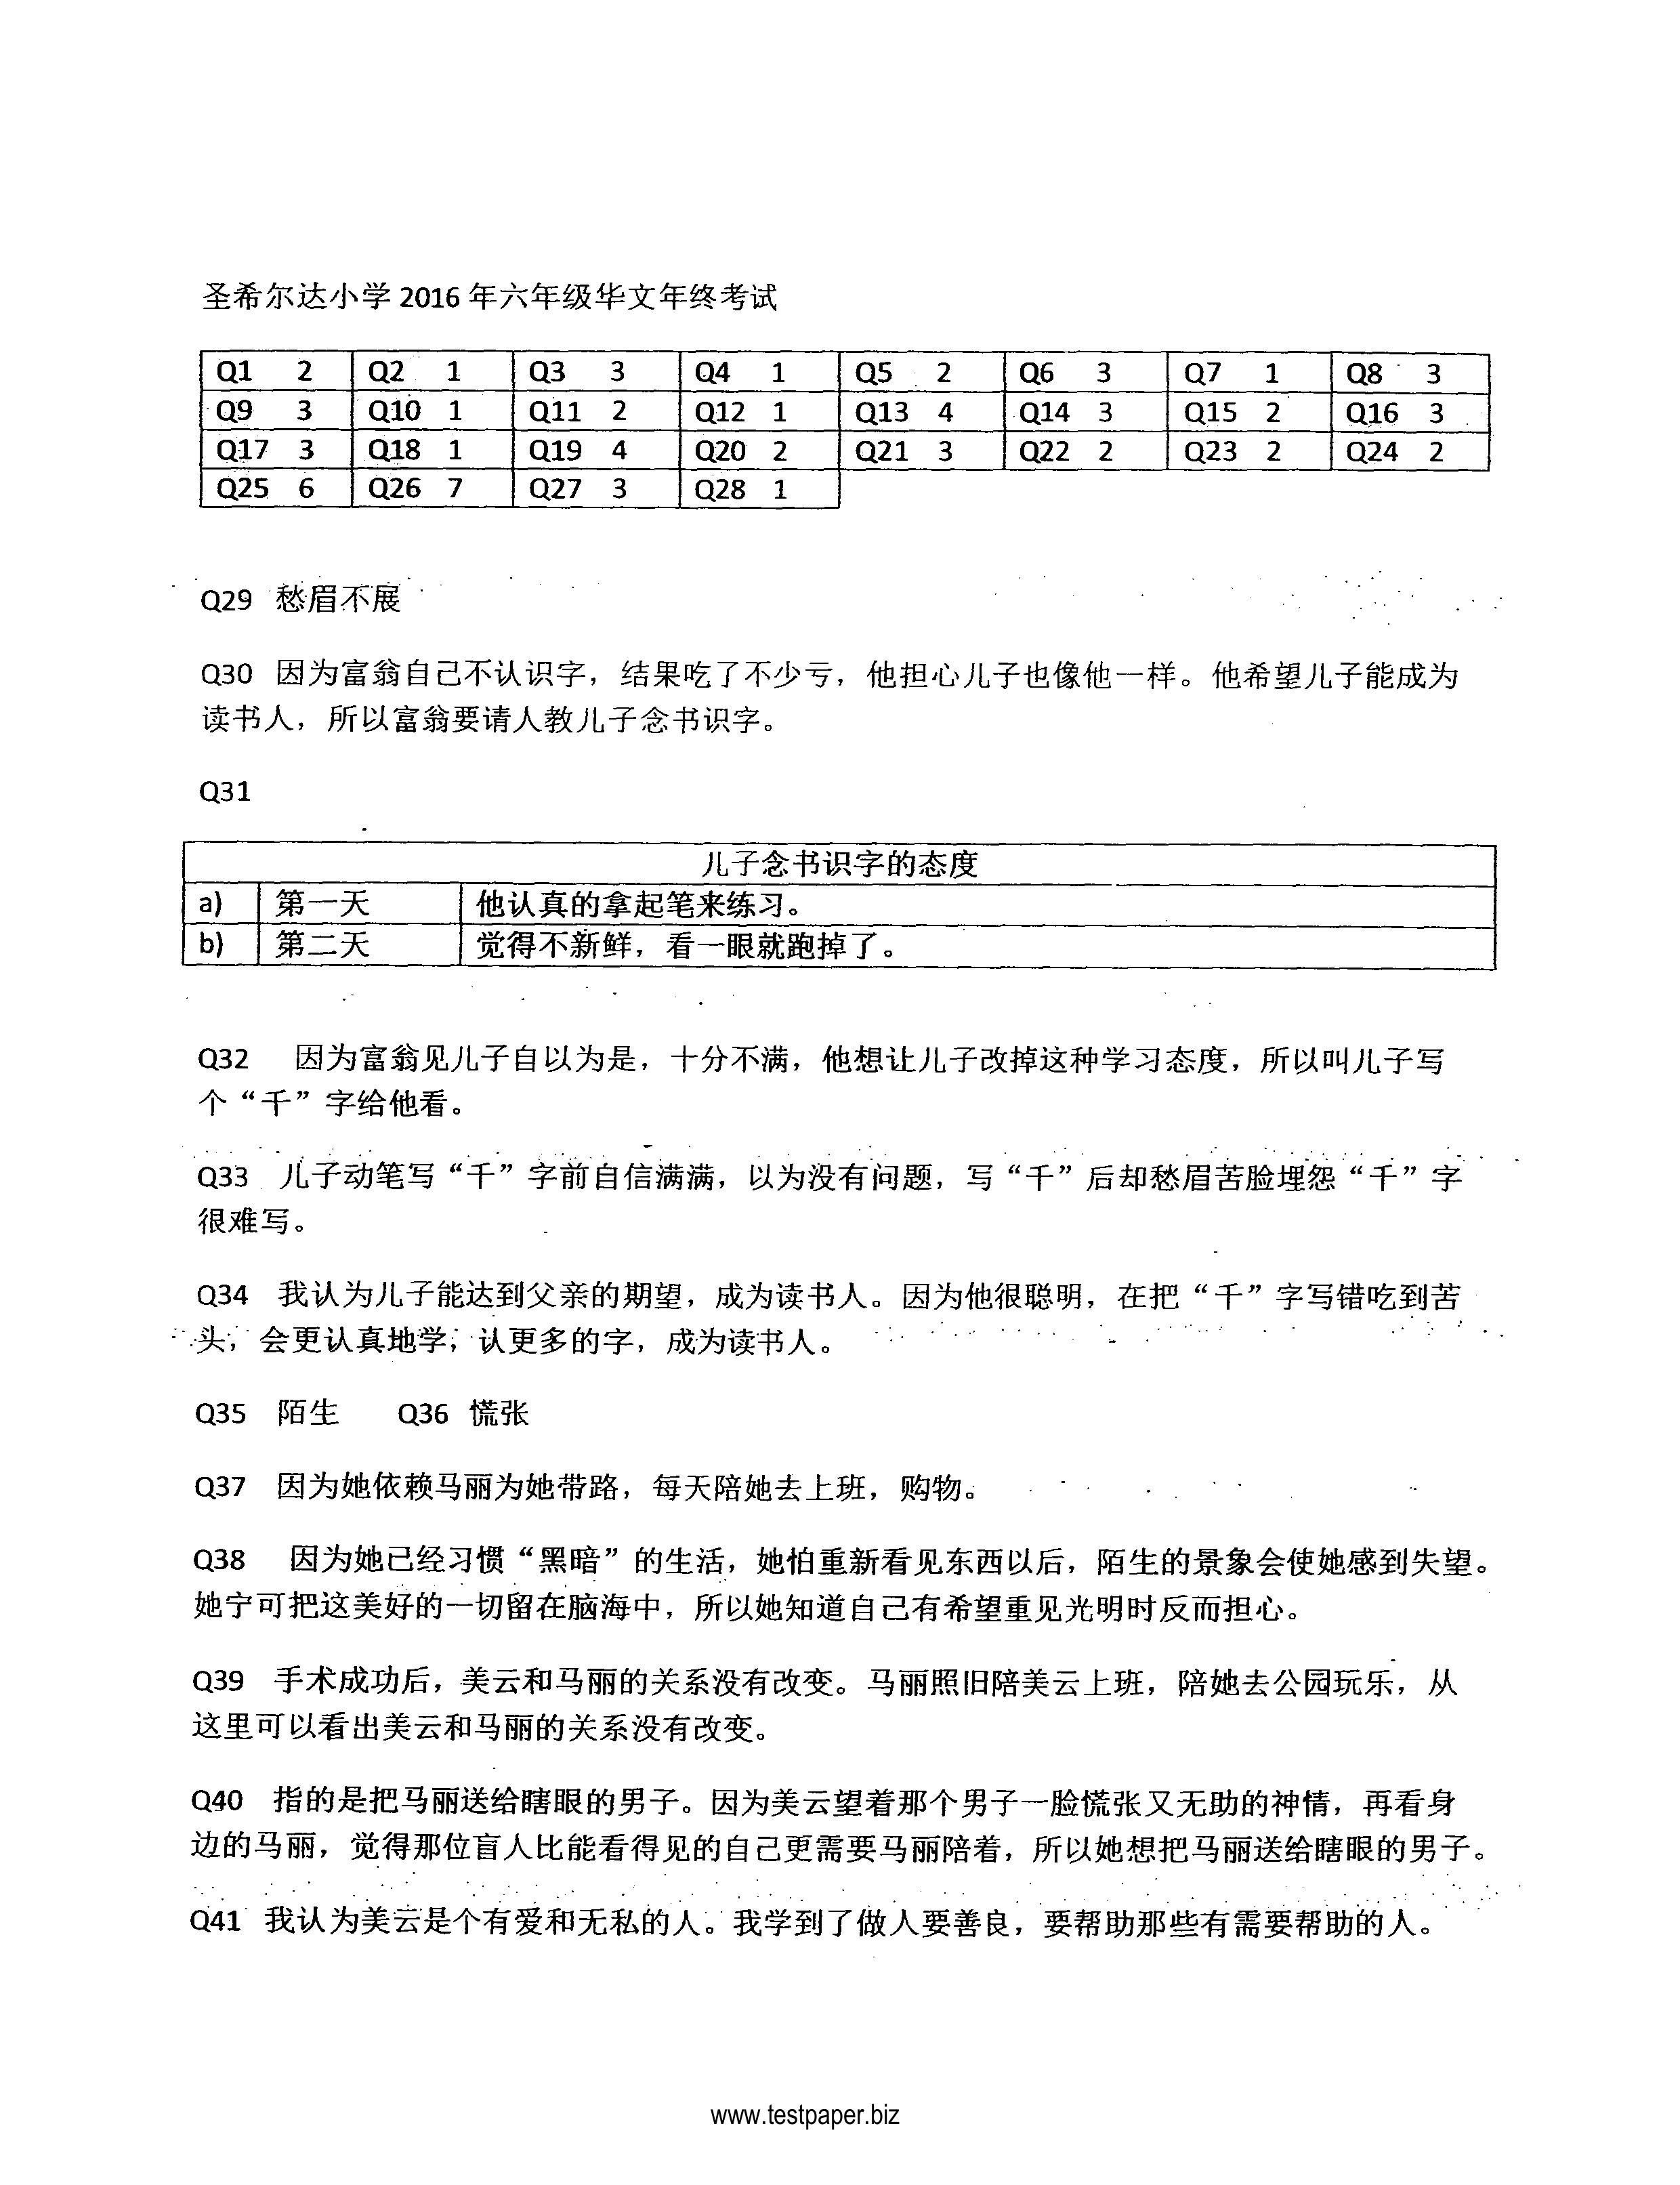 圣希尔达小学 2016 年六年级华文年终考试
Q1 2 Q2 1 Q3 3 Q4 1 Q5 2 Q6 3 Q7 1 Q8 3
Q9 3 Q10 1 Q11 2 Q12 1 Q13 4 Q14 3 Q15 2 Q16 3
Q17 3 Q18 1 Q19 4 Q20 2 Q21 3 Q22 2 Q23 2 Q24 2
Q25 6 Q26 7 Q27 3 Q28 1
Q29 愁眉不展
Q30 因为富翁自己不认识字，结果吃了不少亏，他担心儿子也像他一样。他希望儿子能成为
读书人，所以富翁要请人教儿子念书识字。
Q31
儿子念书识字的态度
a) 第一天 他认真的拿起笔来练习。
b) 第二天 觉得不新鲜，看一眼就跑掉了。
Q32 因为富翁见儿子自以为是，十分不满，他想让儿子改掉这种学习态度，所以叫儿子写
个“千”字给他看。
Q33 儿子动笔写“千”字前自信满满，以为没有问题，写“千”后却愁眉苦脸埋怨“千”字
很难写。
Q34 我认为儿子能达到父亲的期望，成为读书人。因为他很聪明，在把“千”字写错吃到苦
头，会更认真地学，认更多的字，成为读书人。
Q35 陌生 Q36 慌张
Q37 因为她依赖马丽为她带路，每天陪她去上班，购物。
Q38 因为她已经习惯“黑暗”的生活，她怕重新看见东西以后，陌生的景象会使她感到失望。
她宁可把这美好的一切留在脑海中，所以她知道自己有希望重见光明时反而担心。
Q39 手术成功后，美云和马丽的关系没有改变。马丽照旧陪美云上班，陪她去公园玩乐，从
这里可以看出美云和马丽的关系没有改变。
Q40 指的是把马丽送给瞎眼的男子。因为美云望着那个男子一脸慌张又无助的神情，再看身
边的马丽，觉得那位盲人比能看得见的自己更需要马丽陪着，所以她想把马丽送给瞎眼的男子。
Q41 我认为美云是个有爱和无私的人。我学到了做人要善良，要帮助那些有需要帮助的人。
www.testpaper.biz